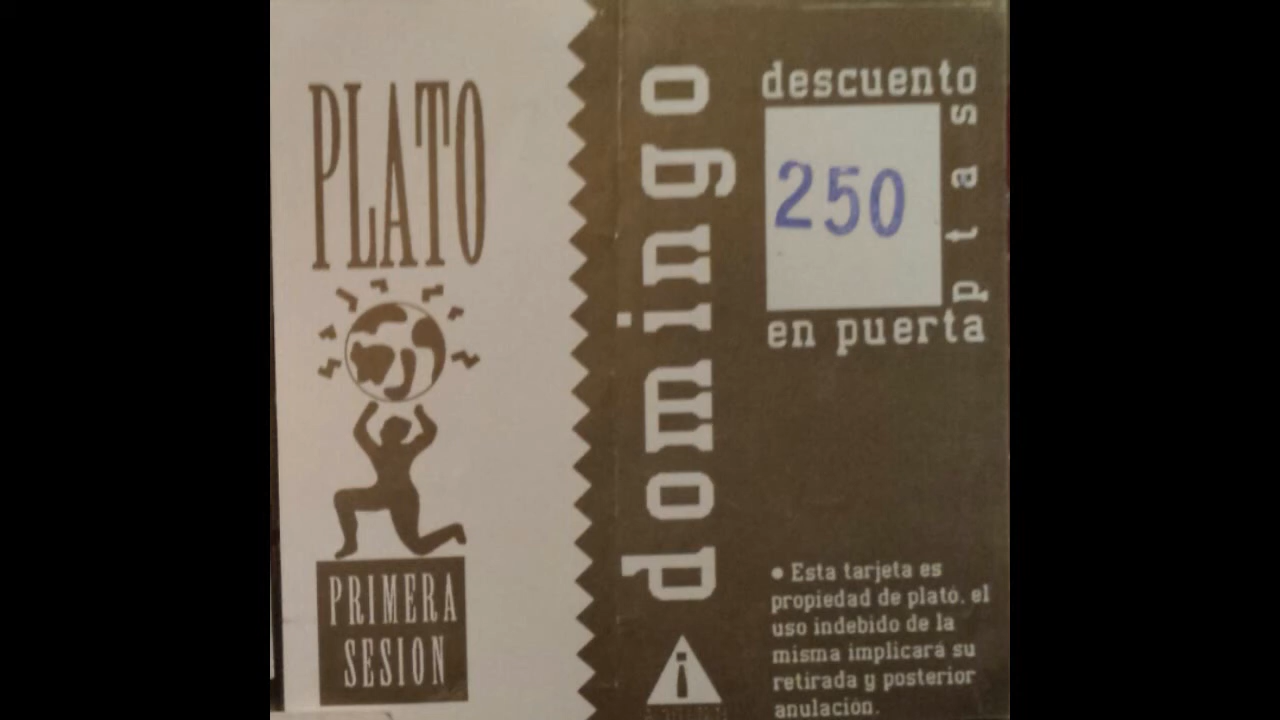 PLATO
PRIMERA
SESION
domingo
descuento
250
ptas
en puerta
• Esta tarjeta es
propiedad de plató. el
uso indebido de la
misma implicará su
retirada y posterior
anulación.